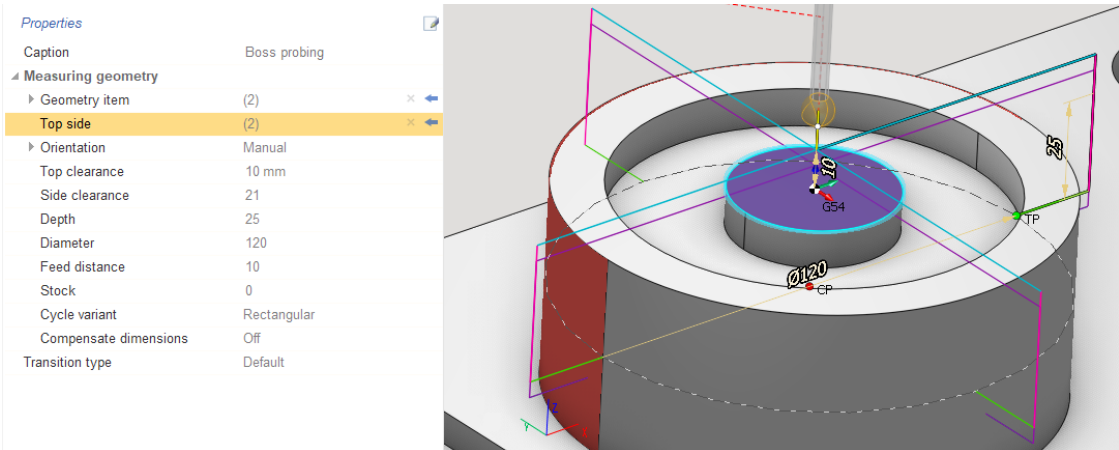 Properties
Caption Boss probing
Measuring geometry
Geometry item (2)
Top side (2)
Orientation Manual
Top clearance 10 mm
Side clearance 21
Depth 25
Diameter 120
Feed distance 10
Stock 0
Cycle variant Rectangular
Compensate dimensions Off
Transition type Default
25
10
G54
TP
Ø120
CP
Z
Y
X